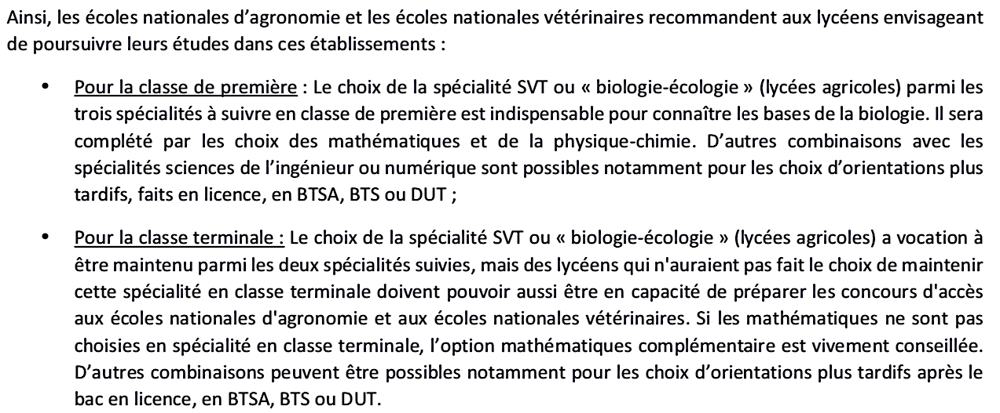 Ainsi, les écoles nationales d’agronomie et les écoles nationales vétérinaires recommandent aux lycéens envisageant
de poursuivre leurs études dans ces établissements :
• Pour la classe de première : Le choix de la spécialité SVT ou « biologie-écologie » (lycées agricoles) parmi les
trois spécialités à suivre en classe de première est indispensable pour connaître les bases de la biologie. Il sera
complété par les choix des mathématiques et de la physique-chimie. D’autres combinaisons avec les
spécialités sciences de l’ingénieur ou numérique sont possibles notamment pour les choix d’orientations plus
tardifs, faits en licence, en BTSA, BTS ou DUT ;
• Pour la classe terminale : Le choix de la spécialité SVT ou « biologie-écologie » (lycées agricoles) a vocation à
être maintenu parmi les deux spécialités suivies, mais des lycéens qui n'auraient pas fait le choix de maintenir
cette spécialité en classe terminale doivent pouvoir aussi être en capacité de préparer les concours d'accès
aux écoles nationales d'agronomie et aux écoles nationales vétérinaires. Si les mathématiques ne sont pas
choisies en spécialité en classe terminale, l’option mathématiques complémentaire est vivement conseillée.
D’autres combinaisons peuvent être possibles notamment pour les choix d’orientations plus tardifs après le
bac en licence, en BTSA, BTS ou DUT.